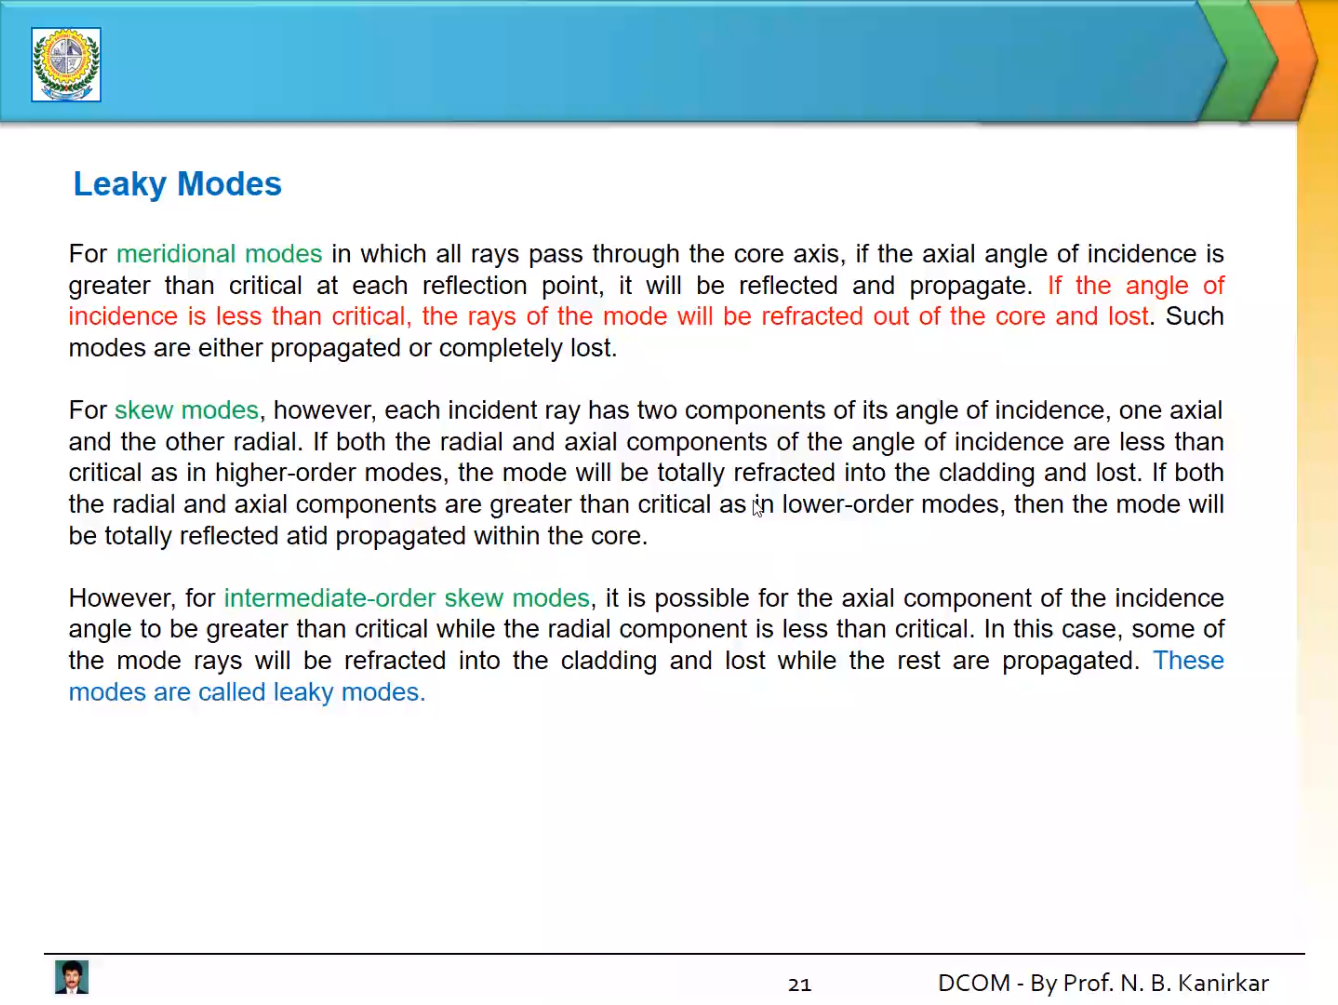 Leaky Modes
For meridional modes in which all rays pass through the core axis, if the axial angle of incidence is
greater than critical at each reflection point, it will be reflected and propagate. If the angle of
incidence is less than critical, the rays of the mode will be refracted out of the core and lost. Such
modes are either propagated or completely lost.
For skew modes, however, each incident ray has two components of its angle of incidence, one axial
and the other radial. If both the radial and axial components of the angle of incidence are less than
critical as in higher-order modes, the mode will be totally refracted into the cladding and lost. If both
the radial and axial components are greater than critical as in lower-order modes, then the mode will
be totally reflected atid propagated within the core.
However, for intermediate-order skew modes, it is possible for the axial component of the incidence
angle to be greater than critical while the radial component is less than critical. In this case, some of
the mode rays will be refracted into the cladding and lost while the rest are propagated. These
modes are called leaky modes.
21
DCOM - By Prof. N. B. Kanirkar